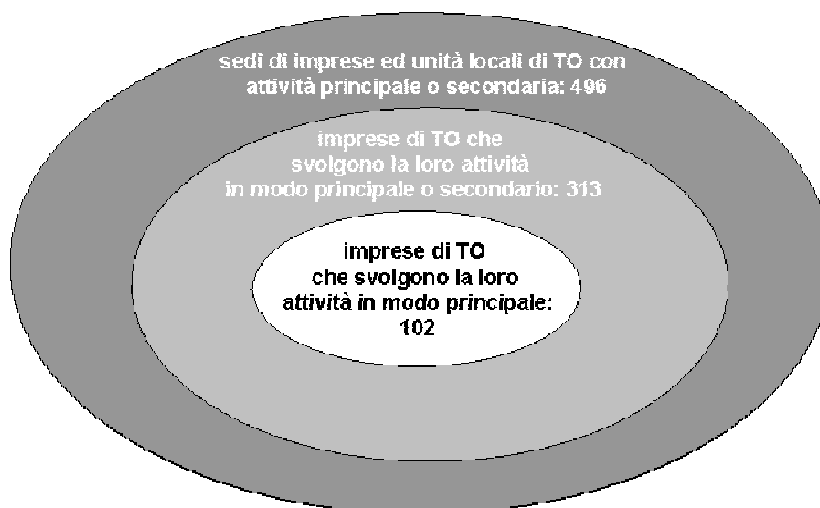 sedi di imprese ed unità locali di TO con
attività principale o secondaria: 496
imprese di TO che
svolgono la loro attività
in modo principale o secondario: 313
imprese di TO
che svolgono la loro
attività in modo principale:
102